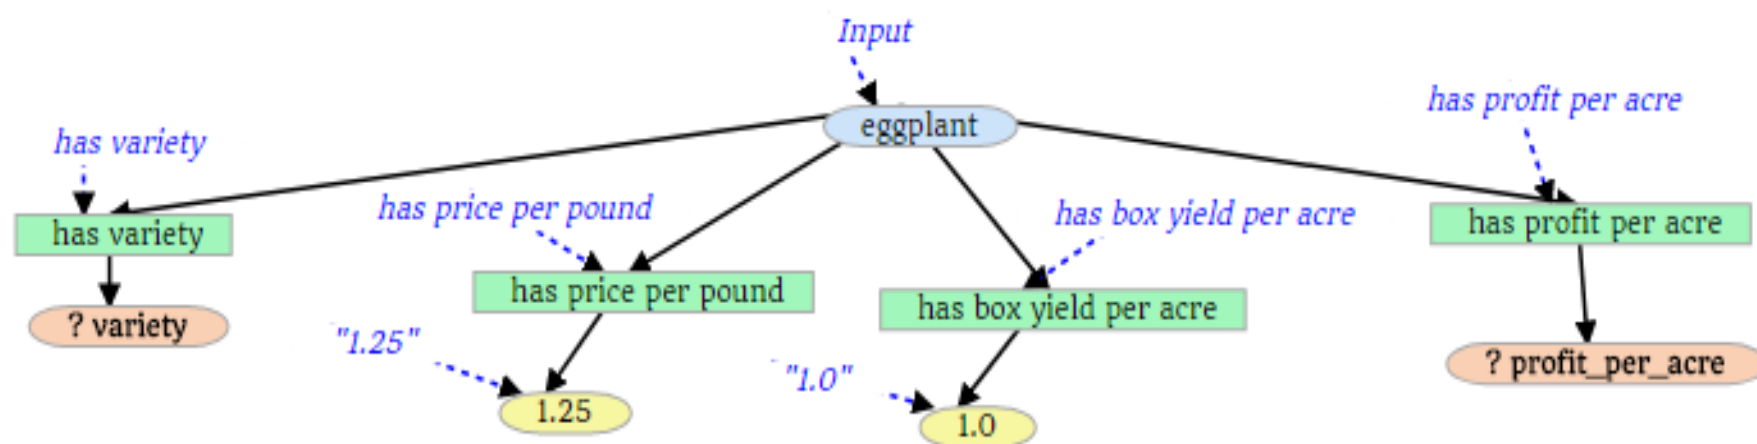 Input
eggplant
has profit per acre
has variety
has price per pound
has box yield per acre
has variety
has profit per acre
has price per pound
has box yield per acre
? variety
"1.25"
"1.0"
? profit_per_acre
1.25
1.0